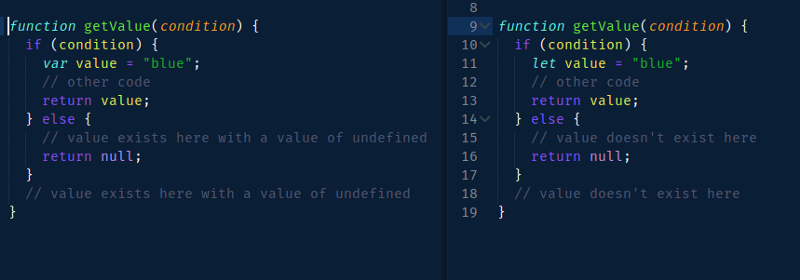 function getValue(condition) {
if (condition) {
var value = "blue";
// other code
return value;
} else {
// value exists here with a value of undefined
return null;
}
// value exists here with a value of undefined
}
8
9 function getValue(condition) {
10 if (condition) {
11 let value = "blue";
12 // other code
13 return value;
14 } else {
15 // value doesn't exist here
16 return null;
17 }
18 // value doesn't exist here
19 }